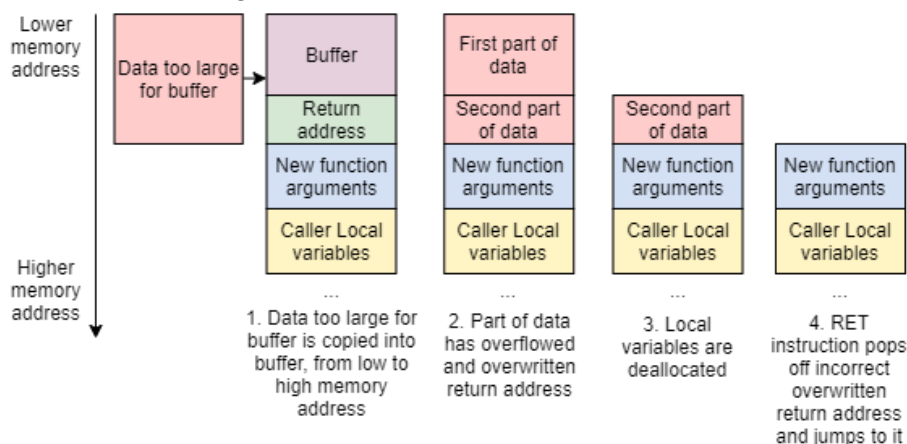 Lower
memory
address
Data too large
for buffer
Buffer
Return
address
New function
arguments
Caller Local
variables
...
First part of
data
Second part
of data
New function
arguments
Caller Local
variables
...
Second part
of data
New function
arguments
Caller Local
variables
...
New function
arguments
Caller Local
variables
...
Higher
memory
address
1. Data too large for
buffer is copied into
buffer, from low to
high memory
address
2. Part of data
has overflowed
and overwritten
return address
3. Local
variables are
deallocated
4. RET
instruction pops
off incorrect
overwritten
return address
and jumps to it